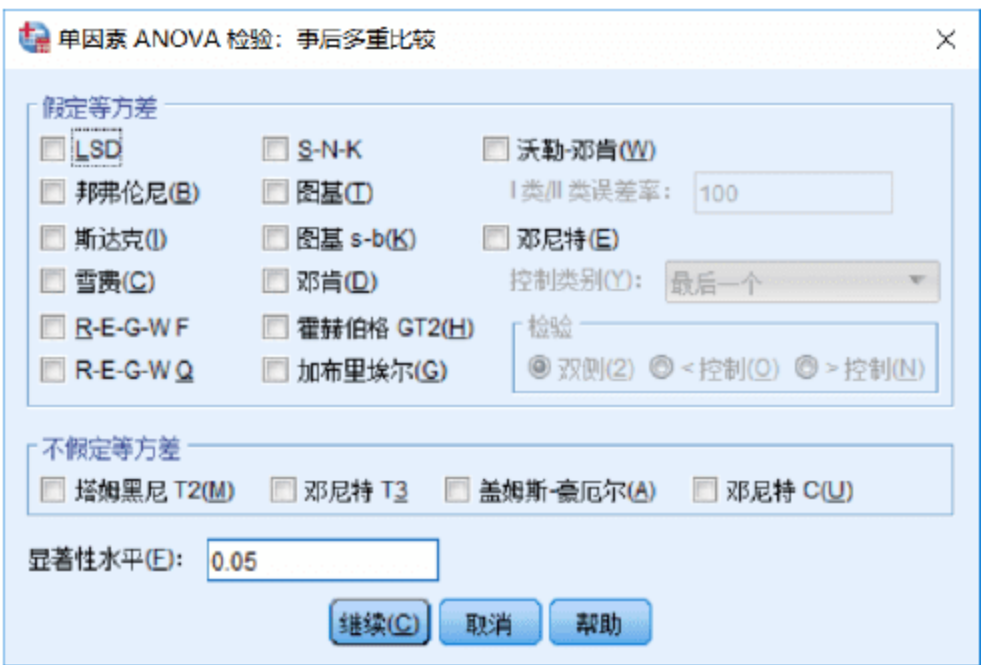 单因素 ANOVA 检验：事后多重比较
假定等方差
LSD S-N-K 沃勒-邓肯(W)
邦弗伦尼(B) 图基(T) I 类/II 类误差率： 100
斯达克(I) 图基 s-b(K) 邓尼特(E)
雪费(C) 邓肯(D) 控制类别(Y)： 最后一个
R-E-G-W F 霍赫伯格 GT2(H) 检验
R-E-G-W Q 加布里埃尔(G) 双侧(2) < 控制(O) > 控制(N)
不假定等方差
塔姆黑尼 T2(M) 邓尼特 T3 盖姆斯-豪厄尔(A) 邓尼特 C(U)
显著性水平(F)： 0.05
继续(C) 取消 帮助